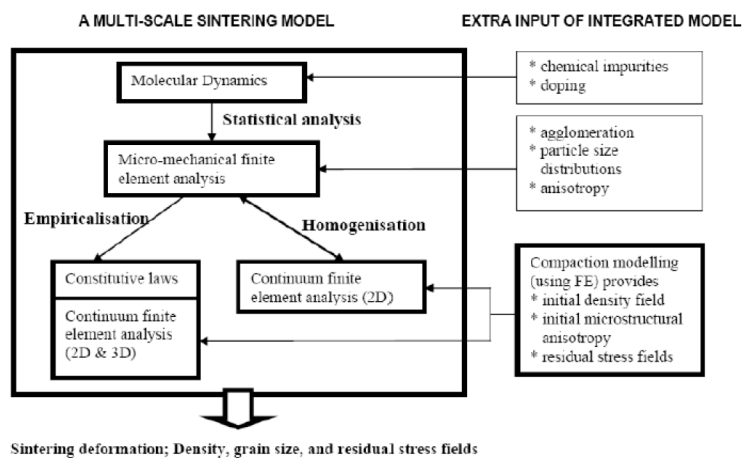 A MULTI-SCALE SINTERING MODEL
EXTRA INPUT OF INTEGRATED MODEL
Molecular Dynamics
* chemical impurities
* doping
Statistical analysis
Micro-mechanical finite
element analysis
* agglomeration
* particle size
distributions
* anisotropy
Empiricalisation
Homogenisation
Constitutive laws
Continuum finite
element analysis
(2D & 3D)
Continuum finite
element analysis (2D)
Compaction modelling
(using FE) provides
* initial density field
* initial microstructural
anisotropy
* residual stress fields
Sintering deformation; Density, grain size, and residual stress fields